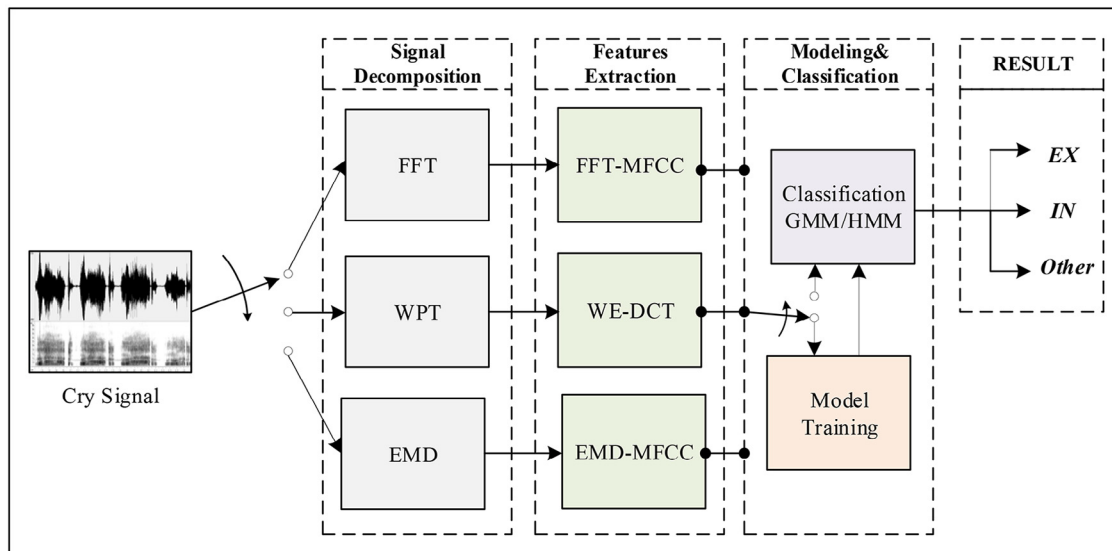 Signal
Decomposition
Features
Extraction
Modeling&
Classification
RESULT
FFT
FFT-MFCC
Classification
GMM/HMM
EX
IN
Other
WPT
WE-DCT
Cry Signal
Model
Training
EMD
EMD-MFCC